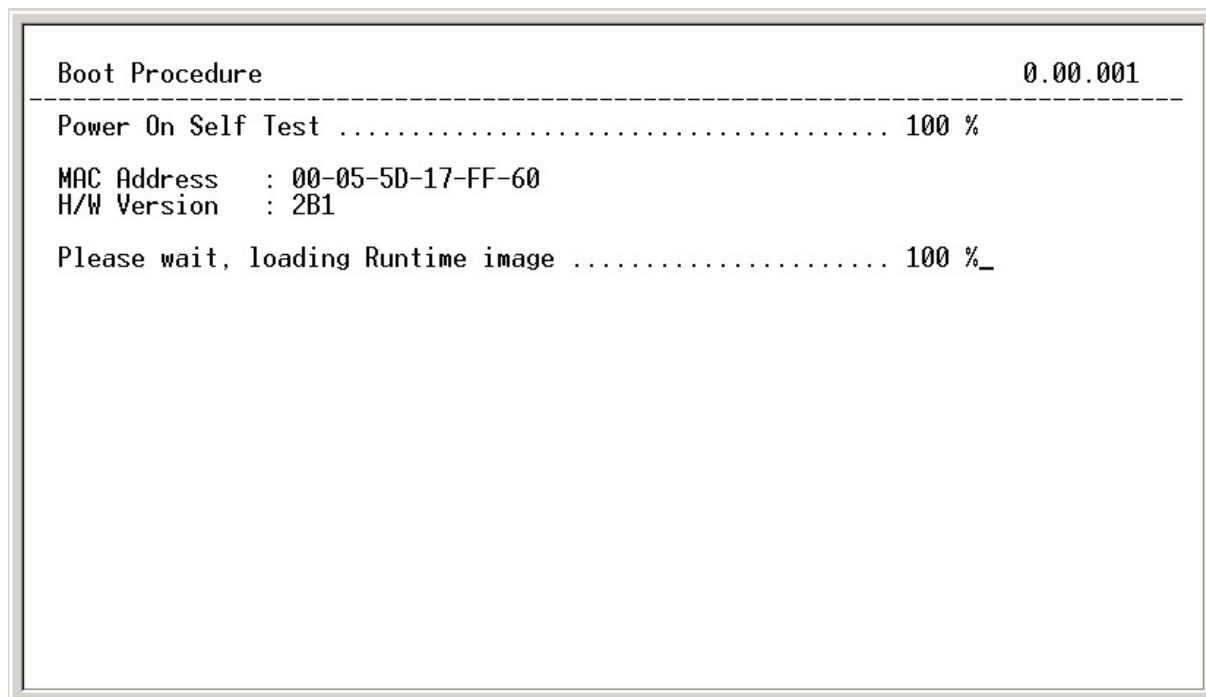 Boot Procedure 0.00.001
--------------------------------------------------------------------------------
Power On Self Test ...................................... 100 %
MAC Address : 00-05-5D-17-FF-60
H/W Version : 2B1
Please wait, loading Runtime image ...................... 100 %_